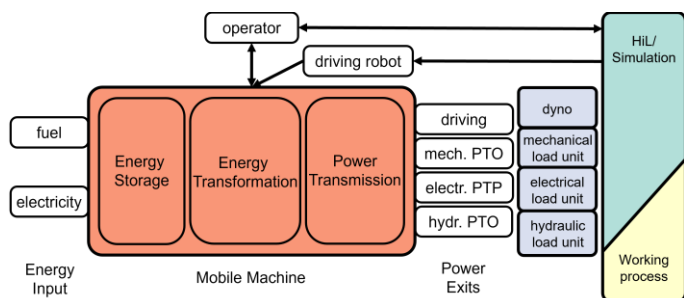 operator
HiL/
Simulation
driving robot
fuel
electricity
Energy
Storage
Energy
Transformation
Power
Transmission
driving
mech. PTO
electr. PTP
hydr. PTO
dyno
mechanical
load unit
electrical
load unit
hydraulic
load unit
Working
process
Energy
Input
Mobile Machine
Power
Exits